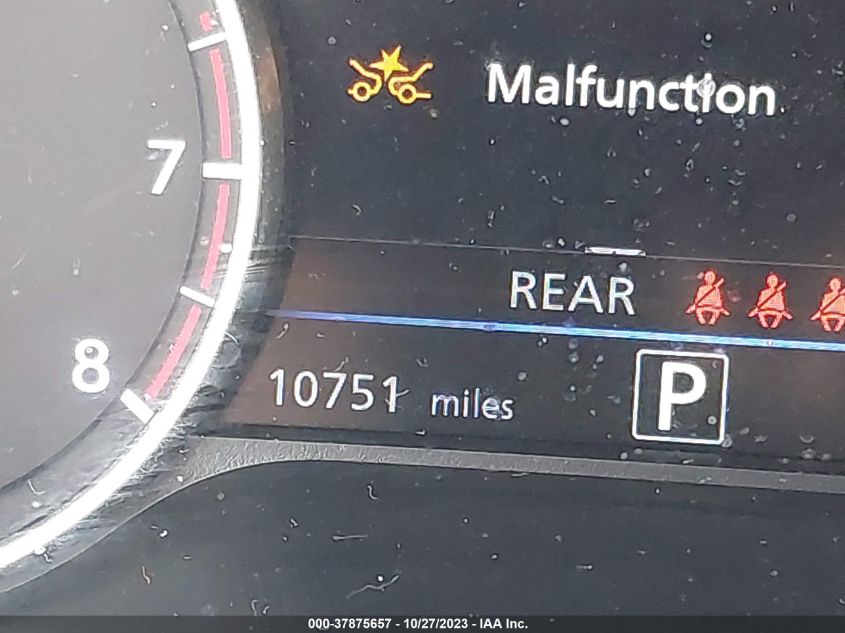 Malfunction
7
REAR
8
10751 miles
P
000-37875657 - 10/27/2023 - IAA Inc.